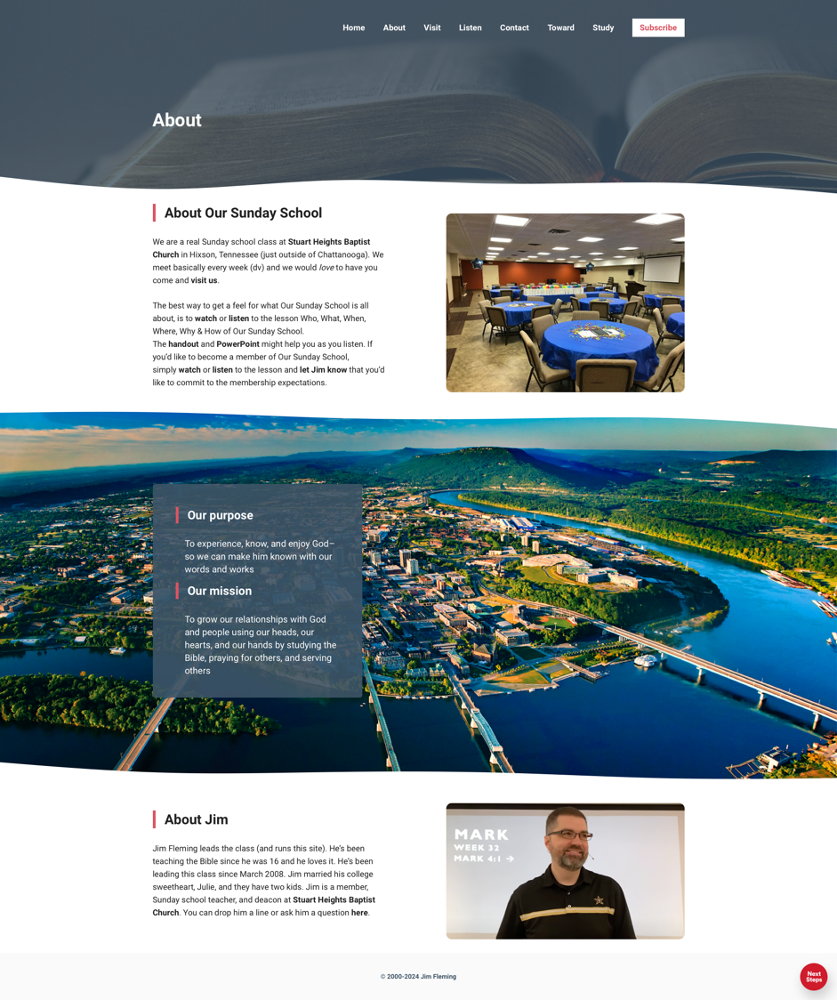 Home About Visit Listen Contact Toward Study Subscribe
About
About Our Sunday School
We are a real Sunday school class at Stuart Heights Baptist
Church in Hixson, Tennessee (just outside of Chattanooga). We
meet basically every week (dv) and we would love to have you
come and visit us.
The best way to get a feel for what Our Sunday School is all
about, is to watch or listen to the lesson Who, What, When,
Where, Why & How of Our Sunday School.
The handout and PowerPoint might help you as you listen. If
you’d like to become a member of Our Sunday School,
simply watch or listen to the lesson and let Jim know that you’d
like to commit to the membership expectations.
Our purpose
To experience, know, and enjoy God–
so we can make him known with our
words and works
Our mission
To grow our relationships with God
and people using our heads, our
hearts, and our hands by studying the
Bible, praying for others, and serving
others
About Jim
Jim Fleming leads the class (and runs this site). He’s been
teaching the Bible since he was 16 and he loves it. He’s been
leading this class since March 2008. Jim married his college
sweetheart, Julie, and they have two kids. Jim is a member,
Sunday school teacher, and deacon at Stuart Heights Baptist
Church. You can drop him a line or ask him a question here.
MARK
WEEK 32
MARK 4:1 →
© 2000-2024 Jim Fleming
Next
Steps